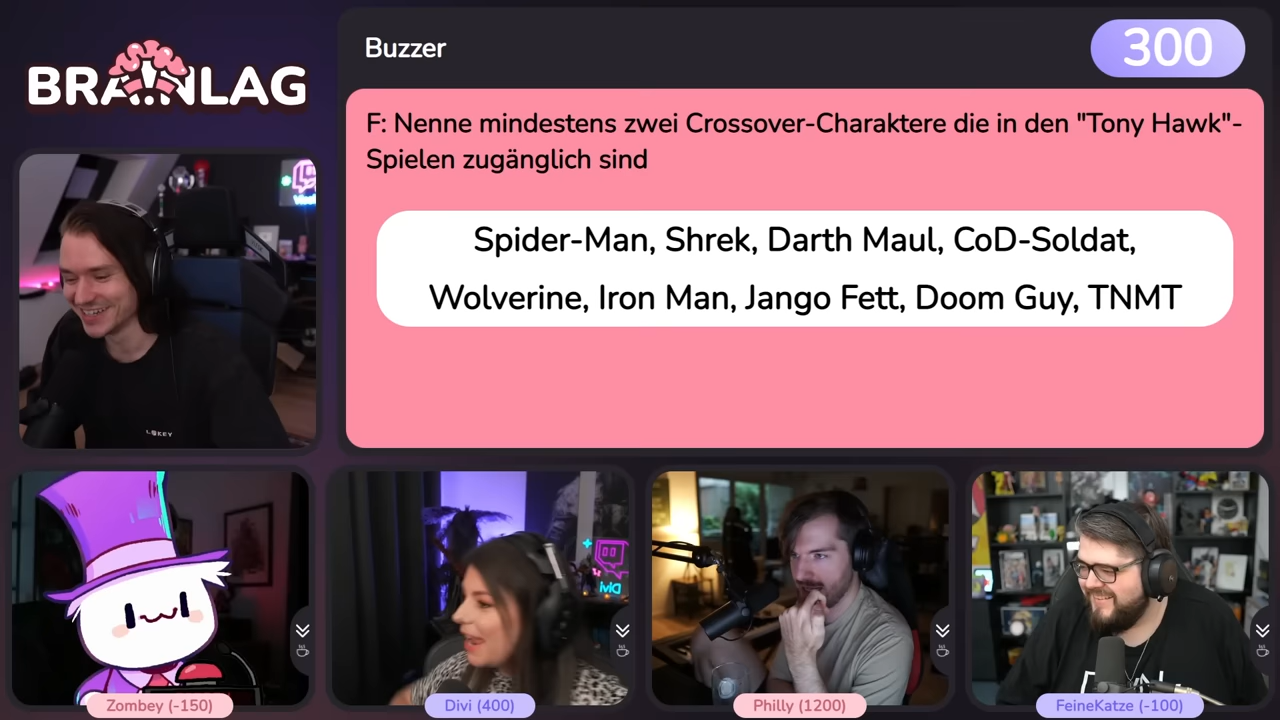 BRAINLAG
Buzzer
300
F: Nenne mindestens zwei Crossover-Charaktere die in den "Tony Hawk"-
Spielen zugänglich sind
Spider-Man, Shrek, Darth Maul, CoD-Soldat,
Wolverine, Iron Man, Jango Fett, Doom Guy, TNMT
LOKEY
Zombey (-150)
Divi (400)
Philly (1200)
FeineKatze (-100)